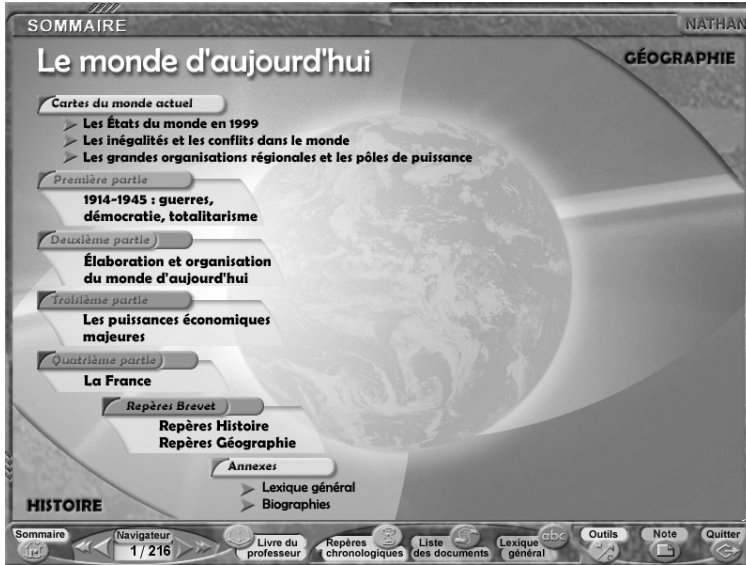 SOMMAIRE
NATHAN
Le monde d'aujourd'hui
GÉOGRAPHIE
Cartes du monde actuel
Les États du monde en 1999
Les inégalités et les conflits dans le monde
Les grandes organisations régionales et les pôles de puissance
Première partie
1914-1945 : guerres,
démocratie, totalitarisme
Deuxième partie
Élaboration et organisation
du monde d'aujourd'hui
Troisième partie
Les puissances économiques
majeures
Quatrième partie
La France
Repères Brevet
Repères Histoire
Repères Géographie
Annexes
Lexique général
Biographies
HISTOIRE
Sommaire
Navigateur
1 / 216
Livre du
professeur
Repères
chronologiques
Liste
des documents
Lexique
général
abc
Outils
Note
Quitter